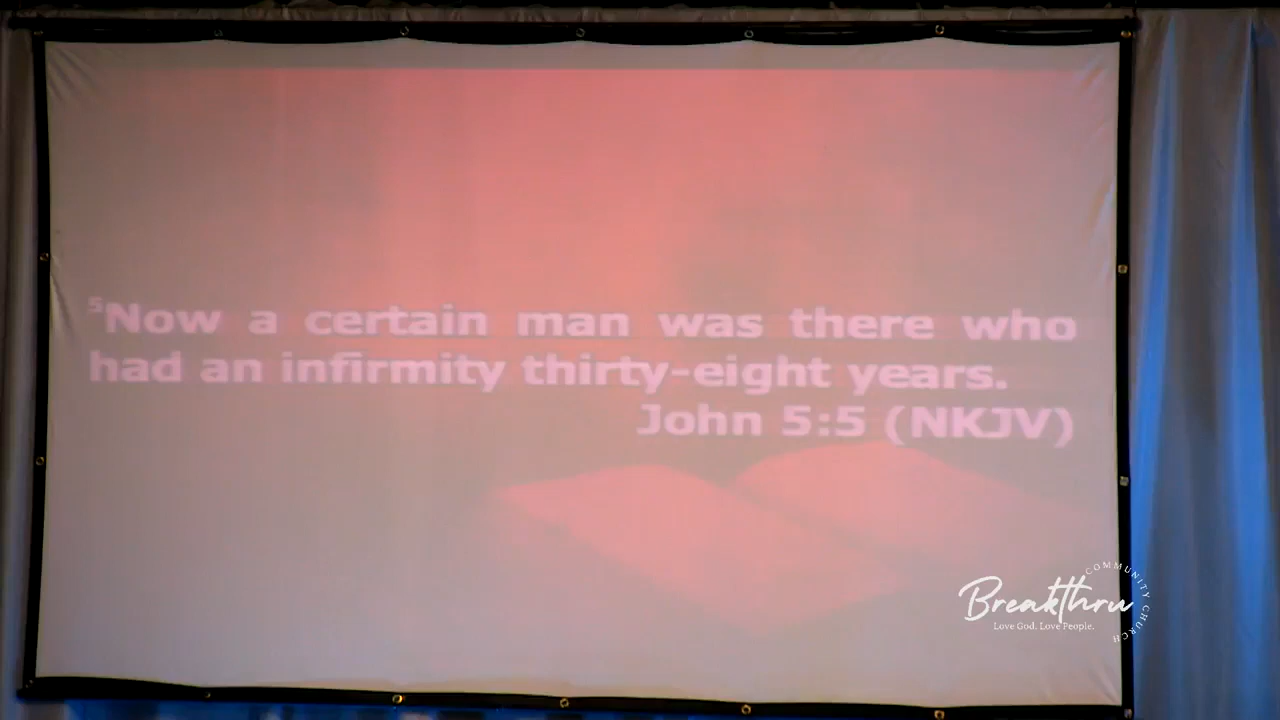 ⁵Now a certain man was there who
had an infirmity thirty-eight years.
John 5:5 (NKJV)
Breakthru
COMMUNITY CHURCH
Love God. Love People.